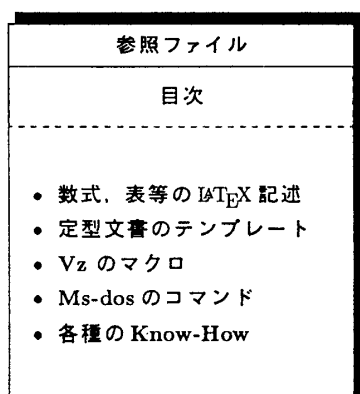 参照ファイル
目次
• 数式，表等の LATEX 記述
• 定型文書のテンプレート
• Vz のマクロ
• Ms-dos のコマンド
• 各種の Know-How